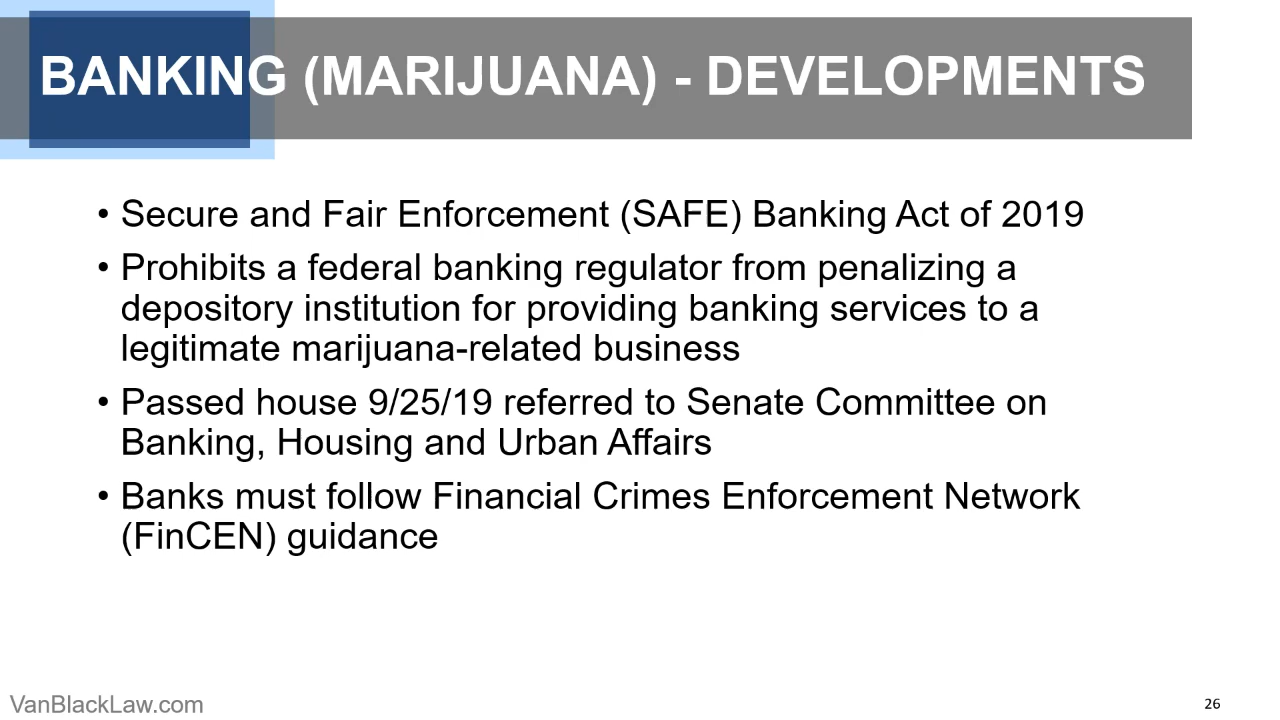 BANKING (MARIJUANA) - DEVELOPMENTS
• Secure and Fair Enforcement (SAFE) Banking Act of 2019
• Prohibits a federal banking regulator from penalizing a
depository institution for providing banking services to a
legitimate marijuana-related business
• Passed house 9/25/19 referred to Senate Committee on
Banking, Housing and Urban Affairs
• Banks must follow Financial Crimes Enforcement Network
(FinCEN) guidance
VanBlackLaw.com
26